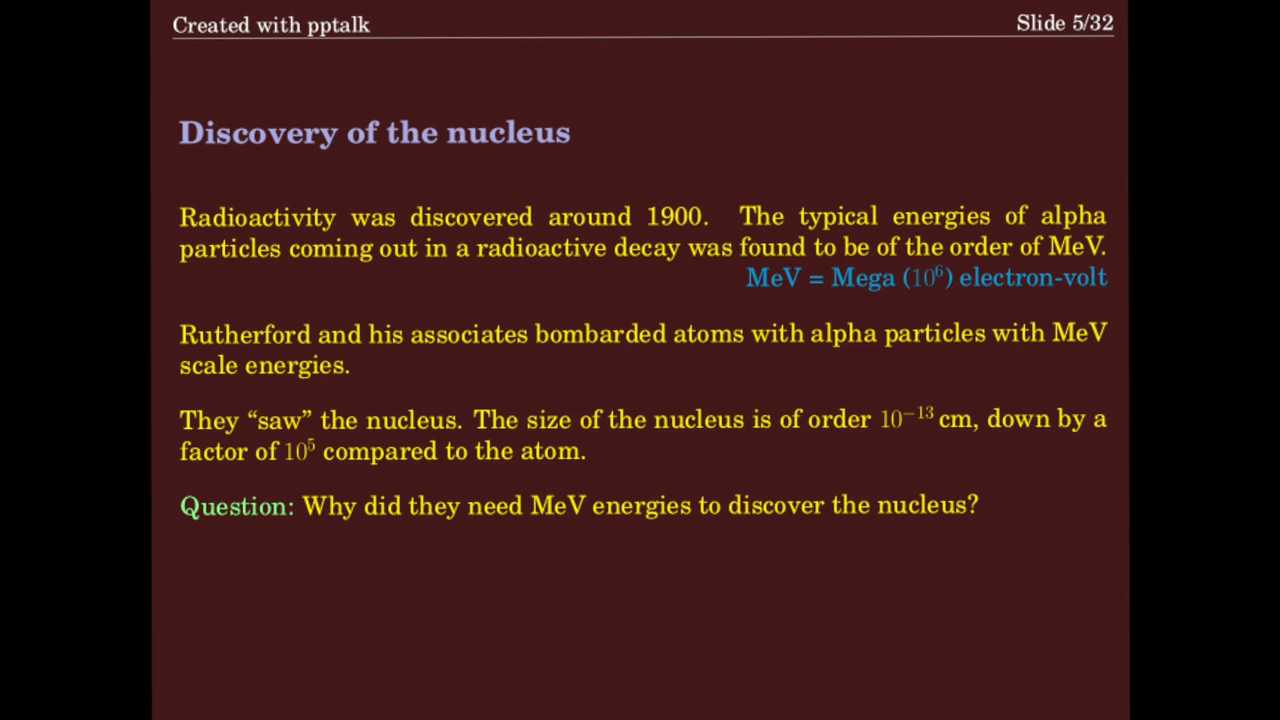 Created with pptalk
Slide 5/32
Discovery of the nucleus
Radioactivity was discovered around 1900. The typical energies of alpha
particles coming out in a radioactive decay was found to be of the order of MeV.
MeV = Mega (10⁶) electron-volt
Rutherford and his associates bombarded atoms with alpha particles with MeV
scale energies.
They “saw” the nucleus. The size of the nucleus is of order 10⁻¹³ cm, down by a
factor of 10⁵ compared to the atom.
Question: Why did they need MeV energies to discover the nucleus?